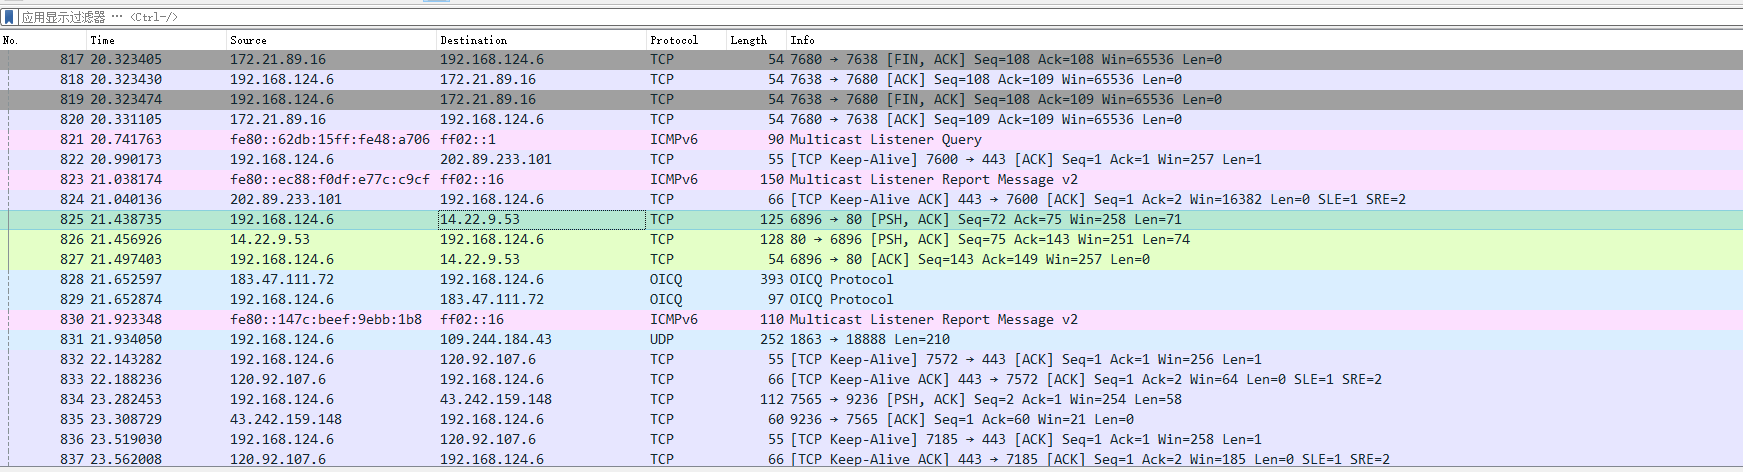 应用显示过滤器 … <Ctrl-/>
No. Time Source Destination Protocol Length Info
817 20.323405 172.21.89.16 192.168.124.6 TCP 54 7680 → 7638 [FIN, ACK] Seq=108 Ack=108 Win=65536 Len=0
818 20.323430 192.168.124.6 172.21.89.16 TCP 54 7638 → 7680 [ACK] Seq=108 Ack=109 Win=65536 Len=0
819 20.323474 192.168.124.6 172.21.89.16 TCP 54 7638 → 7680 [FIN, ACK] Seq=108 Ack=109 Win=65536 Len=0
820 20.331105 172.21.89.16 192.168.124.6 TCP 54 7680 → 7638 [ACK] Seq=109 Ack=109 Win=65536 Len=0
821 20.741763 fe80::62db:15ff:fe48:a706 ff02::1 ICMPv6 90 Multicast Listener Query
822 20.990173 192.168.124.6 202.89.233.101 TCP 55 [TCP Keep-Alive] 7600 → 443 [ACK] Seq=1 Ack=1 Win=257 Len=1
823 21.038174 fe80::ec88:f0df:e77c:c9cf ff02::16 ICMPv6 150 Multicast Listener Report Message v2
824 21.040136 202.89.233.101 192.168.124.6 TCP 66 [TCP Keep-Alive ACK] 443 → 7600 [ACK] Seq=1 Ack=2 Win=16382 Len=0 SLE=1 SRE=2
825 21.438735 192.168.124.6 14.22.9.53 TCP 125 6896 → 80 [PSH, ACK] Seq=72 Ack=75 Win=258 Len=71
826 21.456926 14.22.9.53 192.168.124.6 TCP 128 80 → 6896 [PSH, ACK] Seq=75 Ack=143 Win=251 Len=74
827 21.497403 192.168.124.6 14.22.9.53 TCP 54 6896 → 80 [ACK] Seq=143 Ack=149 Win=257 Len=0
828 21.652597 183.47.111.72 192.168.124.6 OICQ 393 OICQ Protocol
829 21.652874 192.168.124.6 183.47.111.72 OICQ 97 OICQ Protocol
830 21.923348 fe80::147c:beef:9ebb:1b8 ff02::16 ICMPv6 110 Multicast Listener Report Message v2
831 21.934050 192.168.124.6 109.244.184.43 UDP 252 1863 → 18888 Len=210
832 22.143282 192.168.124.6 120.92.107.6 TCP 55 [TCP Keep-Alive] 7572 → 443 [ACK] Seq=1 Ack=1 Win=256 Len=1
833 22.188236 120.92.107.6 192.168.124.6 TCP 66 [TCP Keep-Alive ACK] 443 → 7572 [ACK] Seq=1 Ack=2 Win=64 Len=0 SLE=1 SRE=2
834 23.282453 192.168.124.6 43.242.159.148 TCP 112 7565 → 9236 [PSH, ACK] Seq=2 Ack=1 Win=254 Len=58
835 23.308729 43.242.159.148 192.168.124.6 TCP 60 9236 → 7565 [ACK] Seq=1 Ack=60 Win=21 Len=0
836 23.519030 192.168.124.6 120.92.107.6 TCP 55 [TCP Keep-Alive] 7185 → 443 [ACK] Seq=1 Ack=1 Win=258 Len=1
837 23.562008 120.92.107.6 192.168.124.6 TCP 66 [TCP Keep-Alive ACK] 443 → 7185 [ACK] Seq=1 Ack=2 Win=185 Len=0 SLE=1 SRE=2